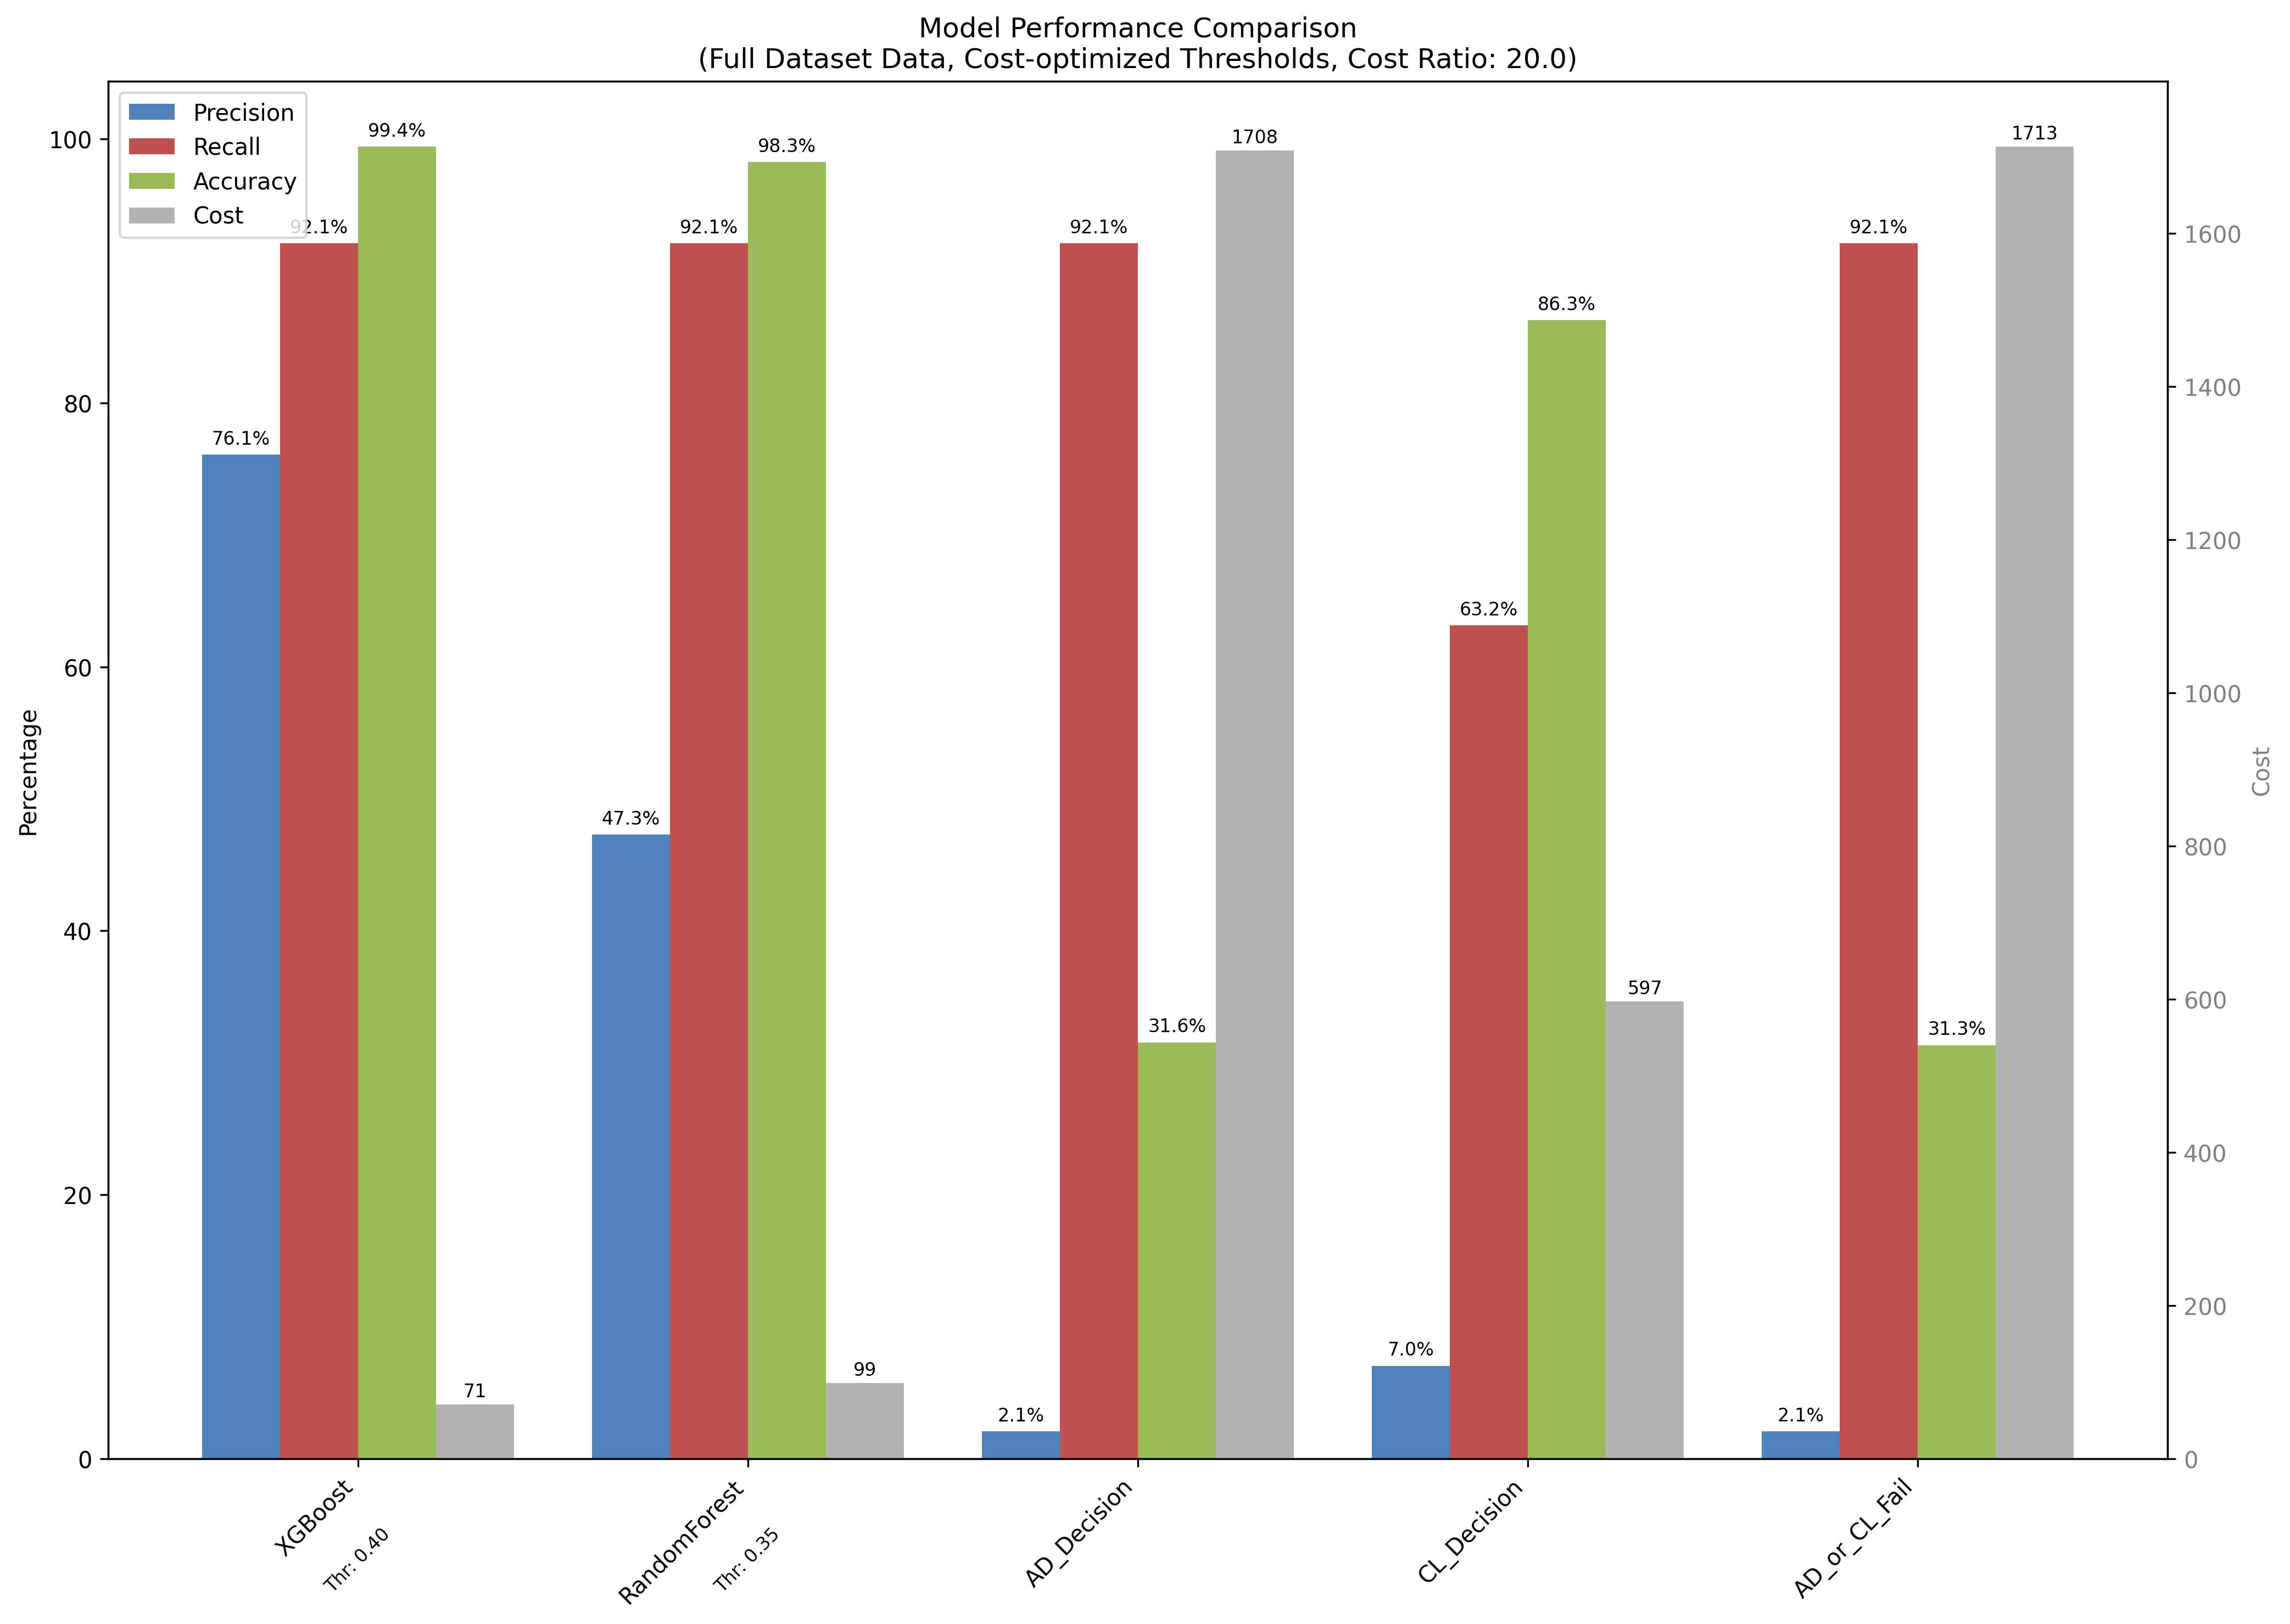 Model Performance Comparison
(Full Dataset Data, Cost-optimized Thresholds, Cost Ratio: 20.0)
Precision
Recall
Accuracy
Cost
100
80
60
40
20
0
Percentage
76.1%
92.1%
99.4%
71
47.3%
92.1%
98.3%
99
2.1%
92.1%
31.6%
1708
7.0%
63.2%
86.3%
597
2.1%
92.1%
31.3%
1713
1600
1400
1200
1000
800
600
400
200
0
Cost
XGBoost
Thr: 0.40
RandomForest
Thr: 0.35
AD_Decision
CL_Decision
AD_or_CL_Fail